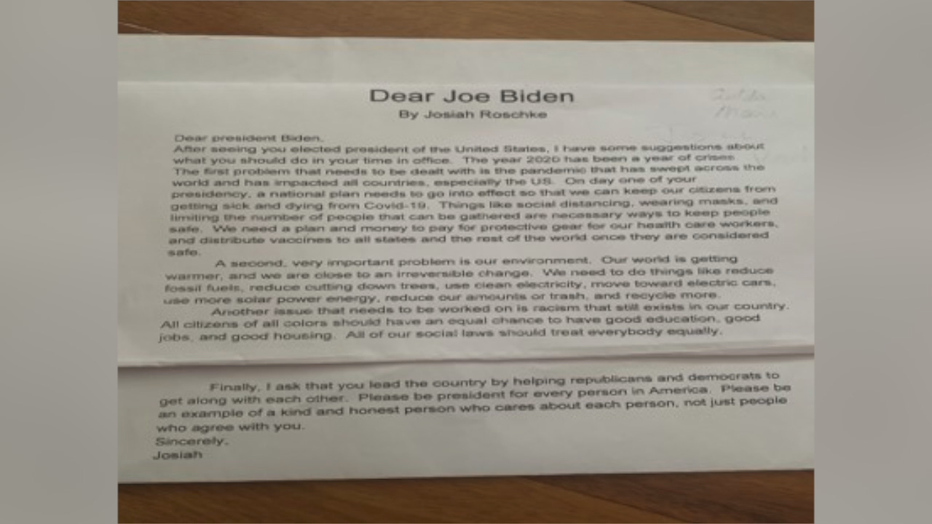 Dear Joe Biden
By Josiah Roschke
Dear president Biden,
After seeing you elected president of the United States, I have some suggestions about
what you should do in your time in office. The year 2020 has been a year of crises
The first problem that needs to be dealt with is the pandemic that has swept across the
world and has impacted all countries, especially the US. On day one of your
presidency, a national plan needs to go into effect so that we can keep our citizens from
getting sick and dying from Covid-19. Things like social distancing, wearing masks, and
limiting the number of people that can be gathered are necessary ways to keep people
safe. We need a plan and money to pay for protective gear for our health care workers,
and distribute vaccines to all states and the rest of the world once they are considered
safe.
A second, very important problem is our environment. Our world is getting
warmer, and we are close to an irreversible change. We need to do things like reduce
fossil fuels, reduce cutting down trees, use clean electricity, move toward electric cars,
use more solar power energy, reduce our amounts or trash, and recycle more.
Another issue that needs to be worked on is racism that still exists in our country.
All citizens of all colors should have an equal chance to have good education, good
jobs, and good housing. All of our social laws should treat everybody equally.
Finally, I ask that you lead the country by helping republicans and democrats to
get along with each other. Please be president for every person in America. Please be
an example of a kind and honest person who cares about each person, not just people
who agree with you.
Sincerely,
Josiah